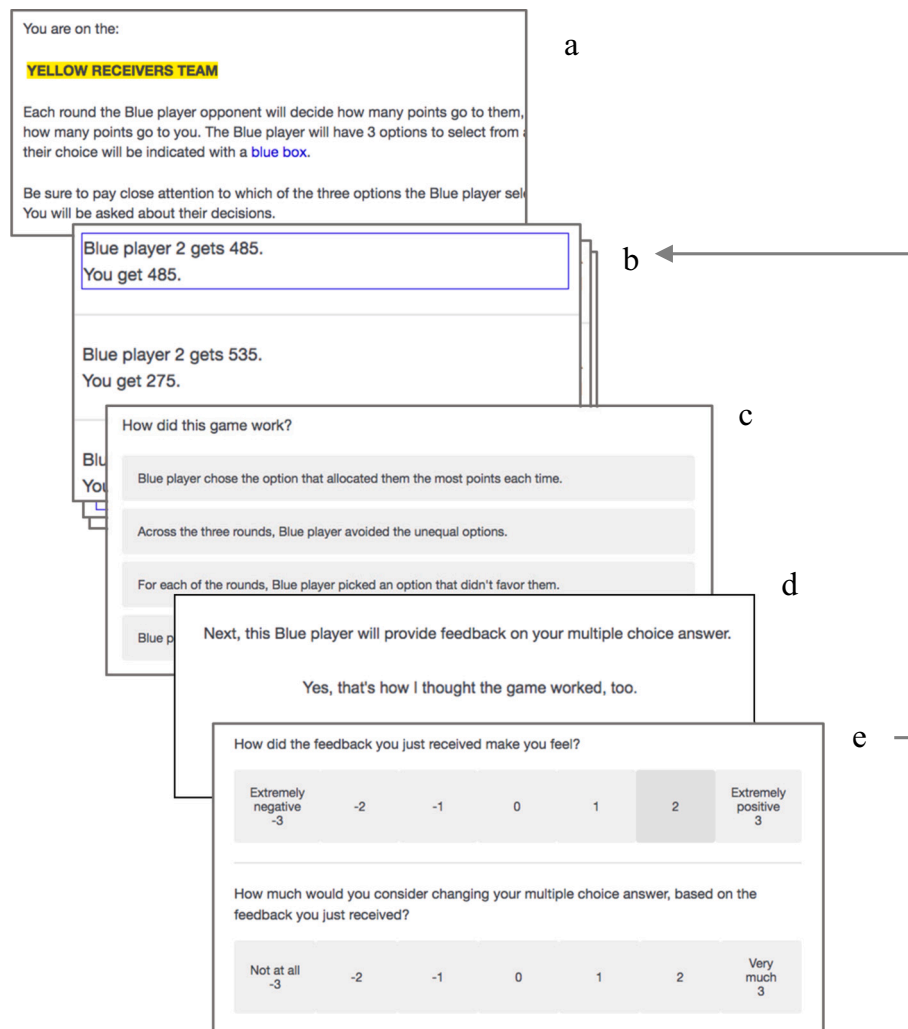 You are on the:
a
YELLOW RECEIVERS TEAM
Each round the Blue player opponent will decide how many points go to them,
how many points go to you. The Blue player will have 3 options to select from
their choice will be indicated with a blue box.
Be sure to pay close attention to which of the three options the Blue player
You will be asked about their decisions.
Blue player 2 gets 485.
You get 485.
b
Blue player 2 gets 535.
You get 275.
c
How did this game work?
Blue player chose the option that allocated them the most points each time.
Across the three rounds, Blue player avoided the unequal options.
For each of the rounds, Blue player picked an option that didn't favor them.
d
Blue
Next, this Blue player will provide feedback on your multiple choice answer.
Yes, that's how I thought the game worked, too.
e
How did the feedback you just received make you feel?
Extremely negative -3
-2
-1
0
1
2
Extremely positive 3
How much would you consider changing your multiple choice answer, based on the
feedback you just received?
Not at all -3
-2
-1
0
1
2
Very much 3